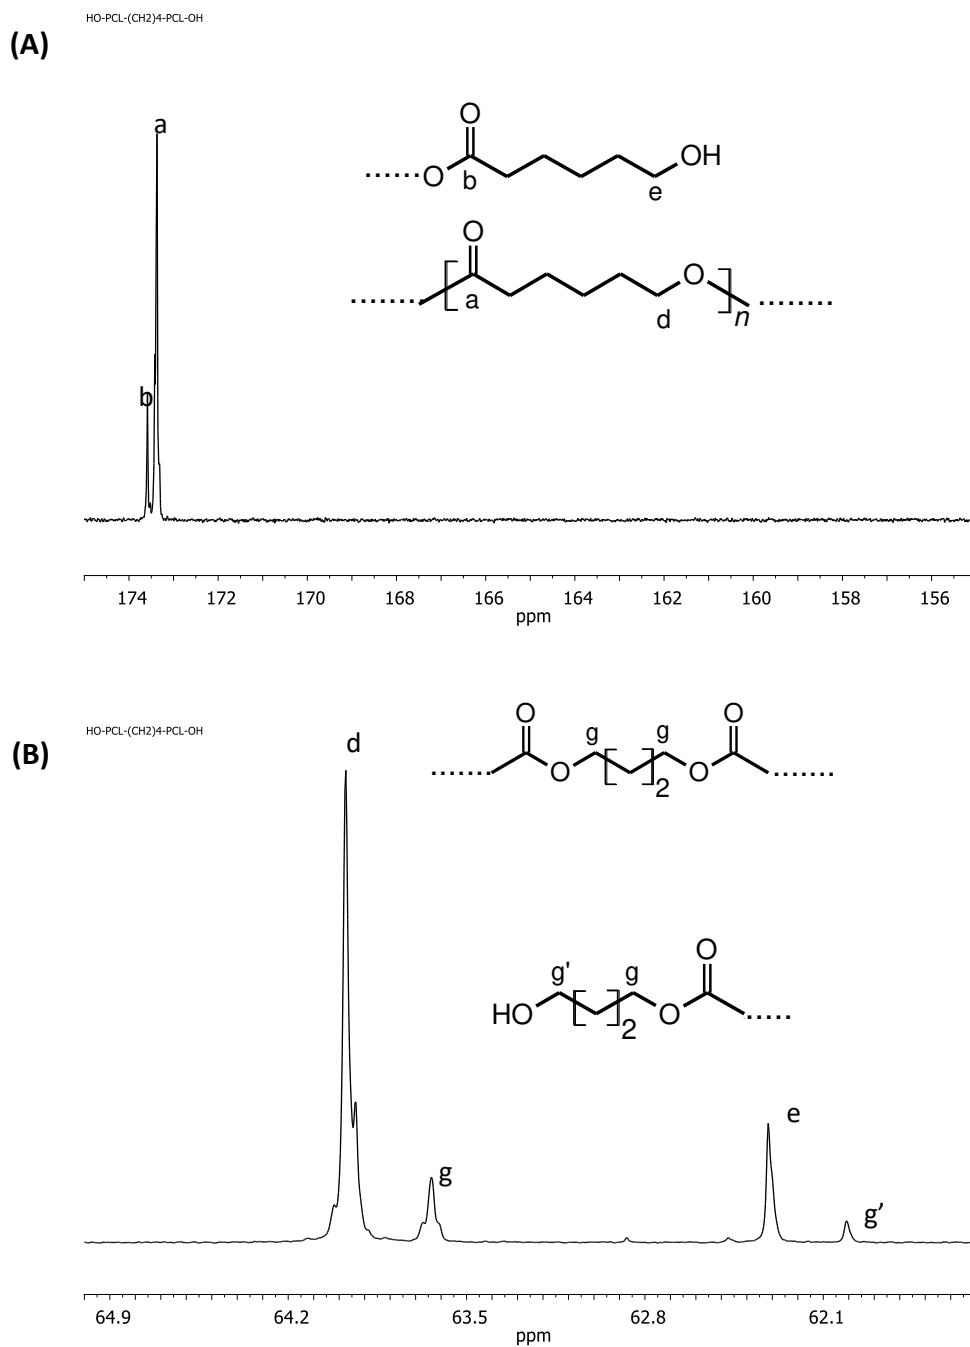 HO-PCL-(CH2)4-PCL-OH
(A)
a
O
OH
O
b
e
O
O
a
d
n
b
174 172 170 168 166 164 162 160 158 156
ppm
HO-PCL-(CH2)4-PCL-OH
(B)
d
O
g
g
O
O
O
2
O
g'
g
HO
2
O
e
g
g’
64.9 64.2 63.5 62.8 62.1
ppm